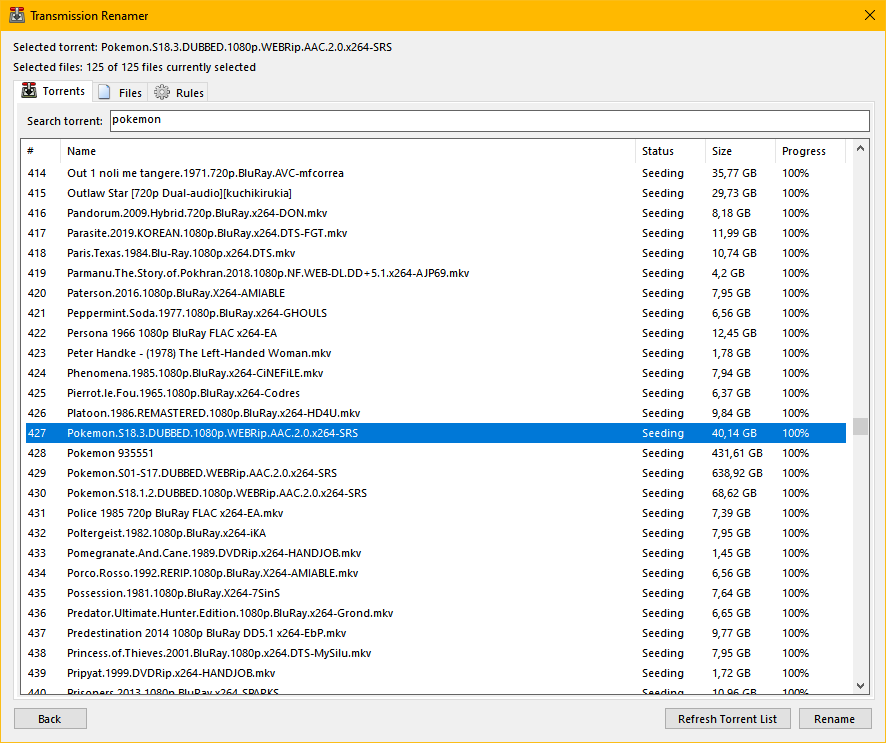 Transmission Renamer
Selected torrent: Pokemon.S18.3.DUBBED.1080p.WEBRip.AAC.2.0.x264-SRS
Selected files: 125 of 125 files currently selected
Torrents Files Rules
Search torrent: pokemon
# Name Status Size Progress
414 Out 1 noli me tangere.1971.720p.BluRay.AVC-mfcorrea Seeding 35,77 GB 100%
415 Outlaw Star [720p Dual-audio][kuchikirukia] Seeding 29,73 GB 100%
416 Pandorum.2009.Hybrid.720p.BluRay.x264-DON.mkv Seeding 8,18 GB 100%
417 Parasite.2019.KOREAN.1080p.BluRay.x264.DTS-FGT.mkv Seeding 11,99 GB 100%
418 Paris.Texas.1984.Blu-Ray.1080p.x264.DTS.mkv Seeding 10,74 GB 100%
419 Parmanu.The.Story.of.Pokhran.2018.1080p.NF.WEB-DL.DD+5.1.x264-AJP69.mkv Seeding 4,2 GB 100%
420 Paterson.2016.1080p.BluRay.X264-AMIABLE Seeding 7,95 GB 100%
421 Peppermint.Soda.1977.1080p.BluRay.x264-GHOULS Seeding 6,56 GB 100%
422 Persona 1966 1080p BluRay FLAC x264-EA Seeding 12,45 GB 100%
423 Peter Handke - (1978) The Left-Handed Woman.mkv Seeding 1,78 GB 100%
424 Phenomena.1985.1080p.BluRay.x264-CiNEFiLE.mkv Seeding 7,94 GB 100%
425 Pierrot.le.Fou.1965.1080p.BluRay.x264-Codres Seeding 6,37 GB 100%
426 Platoon.1986.REMASTERED.1080p.BluRay.x264-HD4U.mkv Seeding 9,84 GB 100%
427 Pokemon.S18.3.DUBBED.1080p.WEBRip.AAC.2.0.x264-SRS Seeding 40,14 GB 100%
428 Pokemon 935551 Seeding 431,61 GB 100%
429 Pokemon.S01-S17.DUBBED.WEBRip.AAC.2.0.x264-SRS Seeding 638,92 GB 100%
430 Pokemon.S18.1.2.DUBBED.1080p.WEBRip.AAC.2.0.x264-SRS Seeding 68,62 GB 100%
431 Police 1985 720p BluRay FLAC x264-EA.mkv Seeding 7,39 GB 100%
432 Poltergeist.1982.1080p.BluRay.x264-iKA Seeding 7,95 GB 100%
433 Pomegranate.And.Cane.1989.DVDRip.x264-HANDJOB.mkv Seeding 1,45 GB 100%
434 Porco.Rosso.1992.RERIP.1080p.BluRay.X264-AMIABLE.mkv Seeding 6,56 GB 100%
435 Possession.1981.1080p.BluRay.X264-7SinS Seeding 7,64 GB 100%
436 Predator.Ultimate.Hunter.Edition.1080p.BluRay.x264-Grond.mkv Seeding 6,65 GB 100%
437 Predestination 2014 1080p BluRay DD5.1 x264-EbP.mkv Seeding 9,77 GB 100%
438 Princess.of.Thieves.2001.BluRay.1080p.x264.DTS-MySilu.mkv Seeding 7,95 GB 100%
439 Pripyat.1999.DVDRip.x264-HANDJOB.mkv Seeding 1,72 GB 100%
440 Prisoners 2013 1080p BluRay x264 SPARKS Seeding 10,96 GB 100%
Back Refresh Torrent List Rename